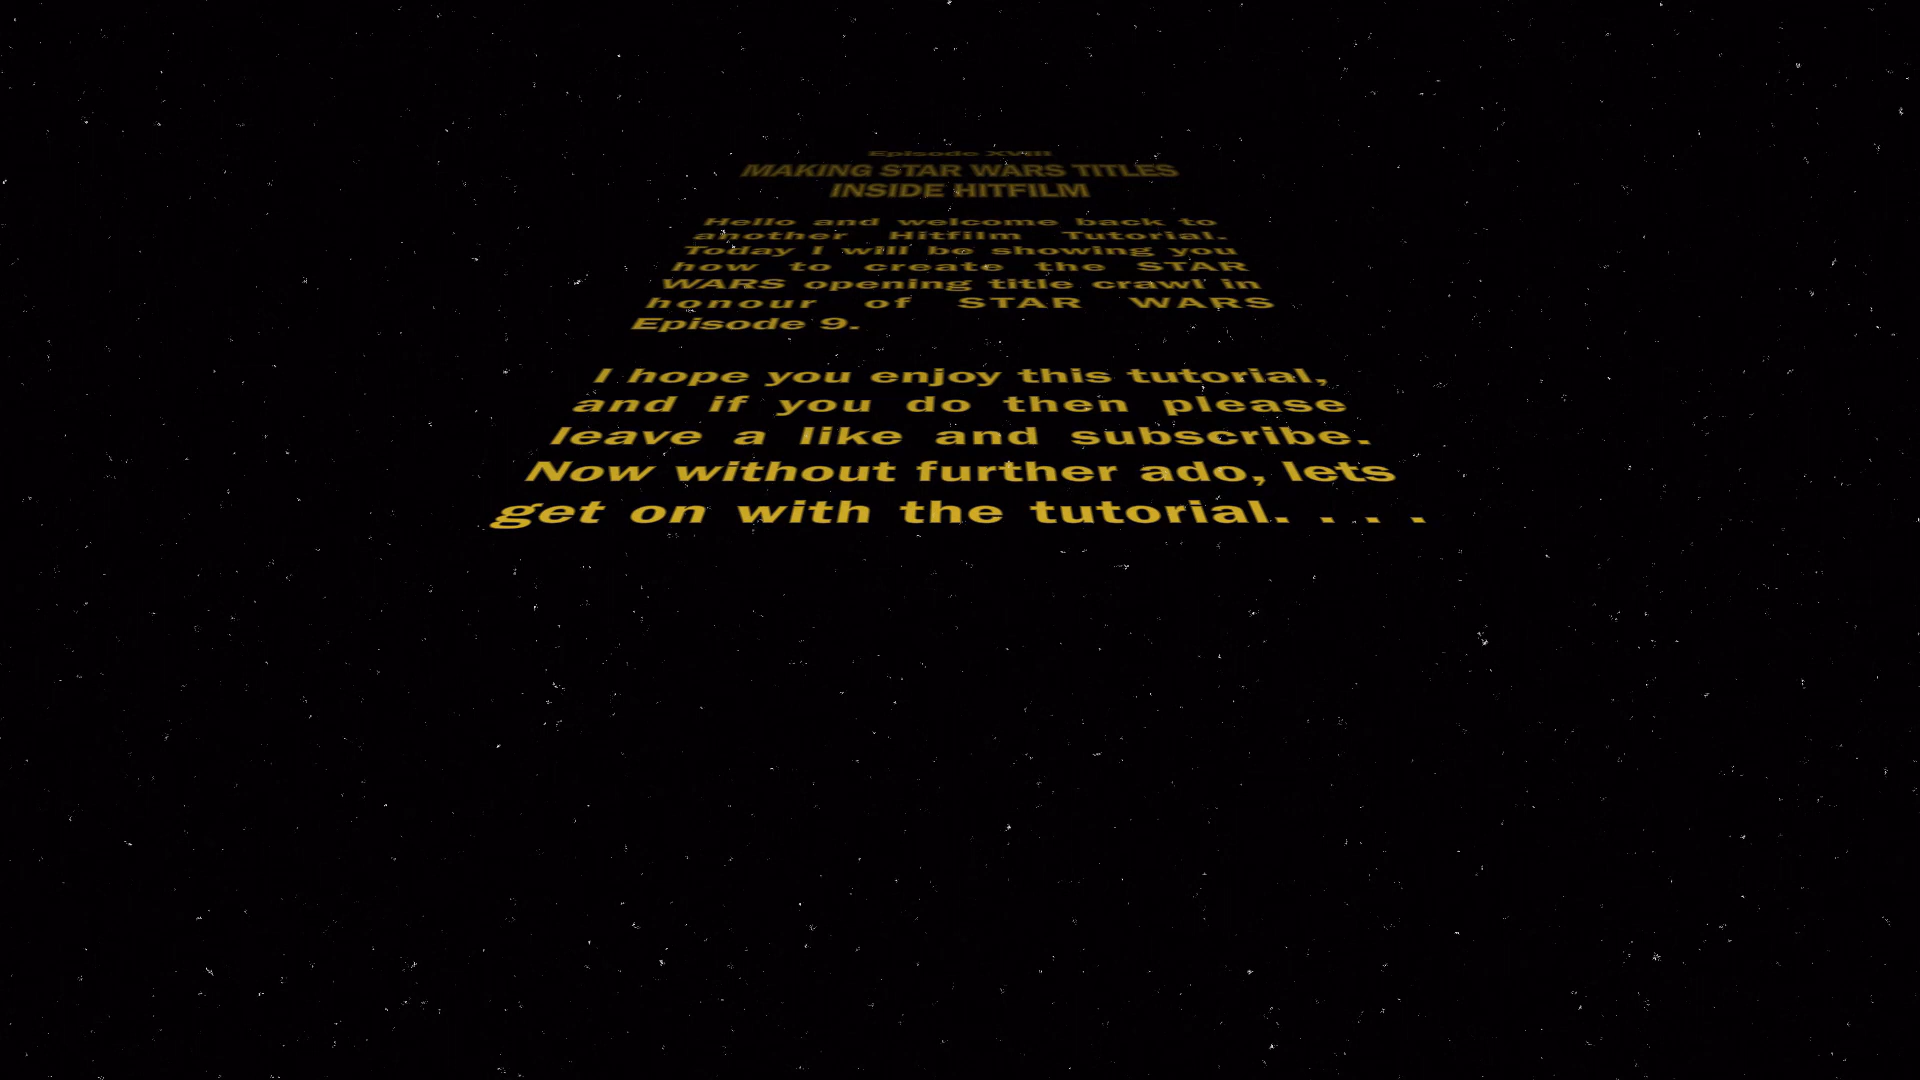 Episode XVIII
MAKING STAR WARS TITLES
INSIDE HITFILM
Hello and welcome back to
another Hitfilm Tutorial.
Today I will be showing you
how to create the STAR
WARS opening title crawl in
honour of STAR WARS
Episode 9.
I hope you enjoy this tutorial,
and if you do then please
leave a like and subscribe.
Now without further ado, lets
get on with the tutorial. . . .